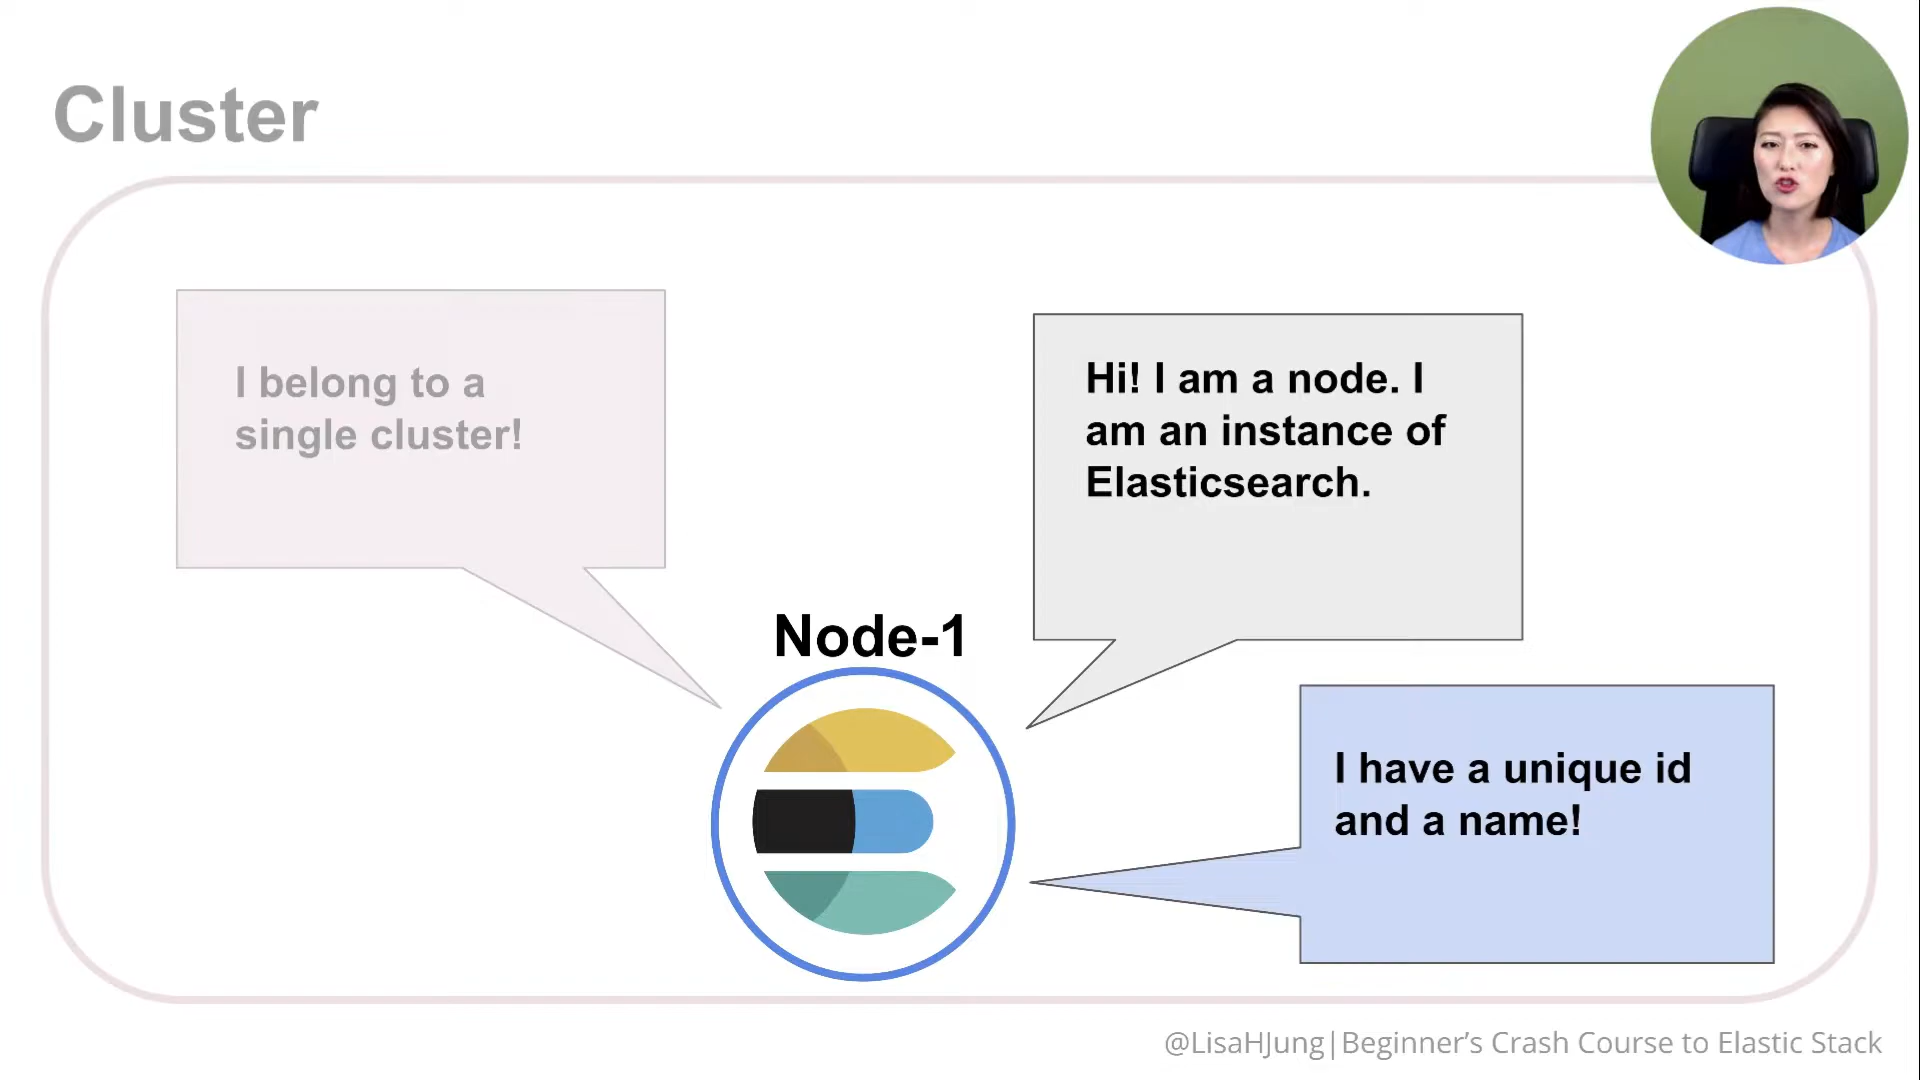 Cluster
I belong to a
single cluster!
Hi! I am a node. I
am an instance of
Elasticsearch.
Node-1
I have a unique id
and a name!
@LisaHJung|Beginner’s Crash Course to Elastic Stack